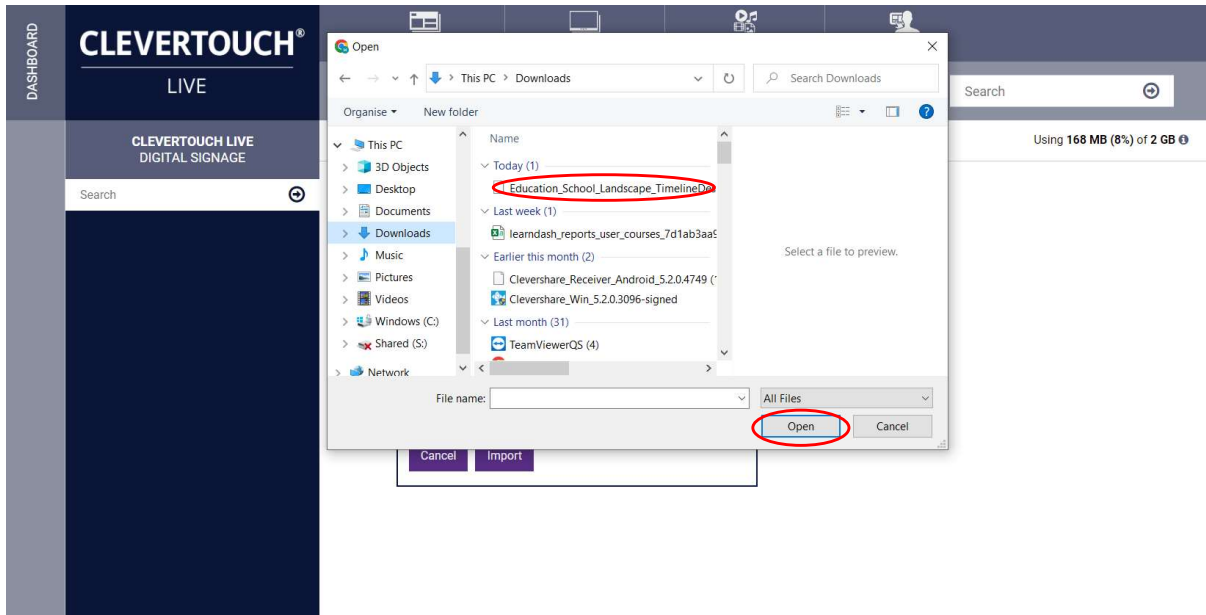 DASHBOARD
CLEVERTOUCH®
LIVE
CLEVERTOUCH LIVE
DIGITAL SIGNAGE
Search
Open
This PC > Downloads
Search Downloads
Organise
New folder
This PC
3D Objects
Desktop
Documents
Downloads
Music
Pictures
Videos
Windows (C:)
Shared (S:)
Network
Name
Today (1)
Education_School_Landscape_TimelineDe
Last week (1)
learndash_reports_user_courses_7d1ab3aa9
Earlier this month (2)
Clevershare_Receiver_Android_5.2.0.4749 (
Clevershare_Win_5.2.0.3096-signed
Last month (31)
TeamViewerQS (4)
Select a file to preview.
File name:
All Files
Open
Cancel
Cancel
Import
Search
Using 168 MB (8%) of 2 GB